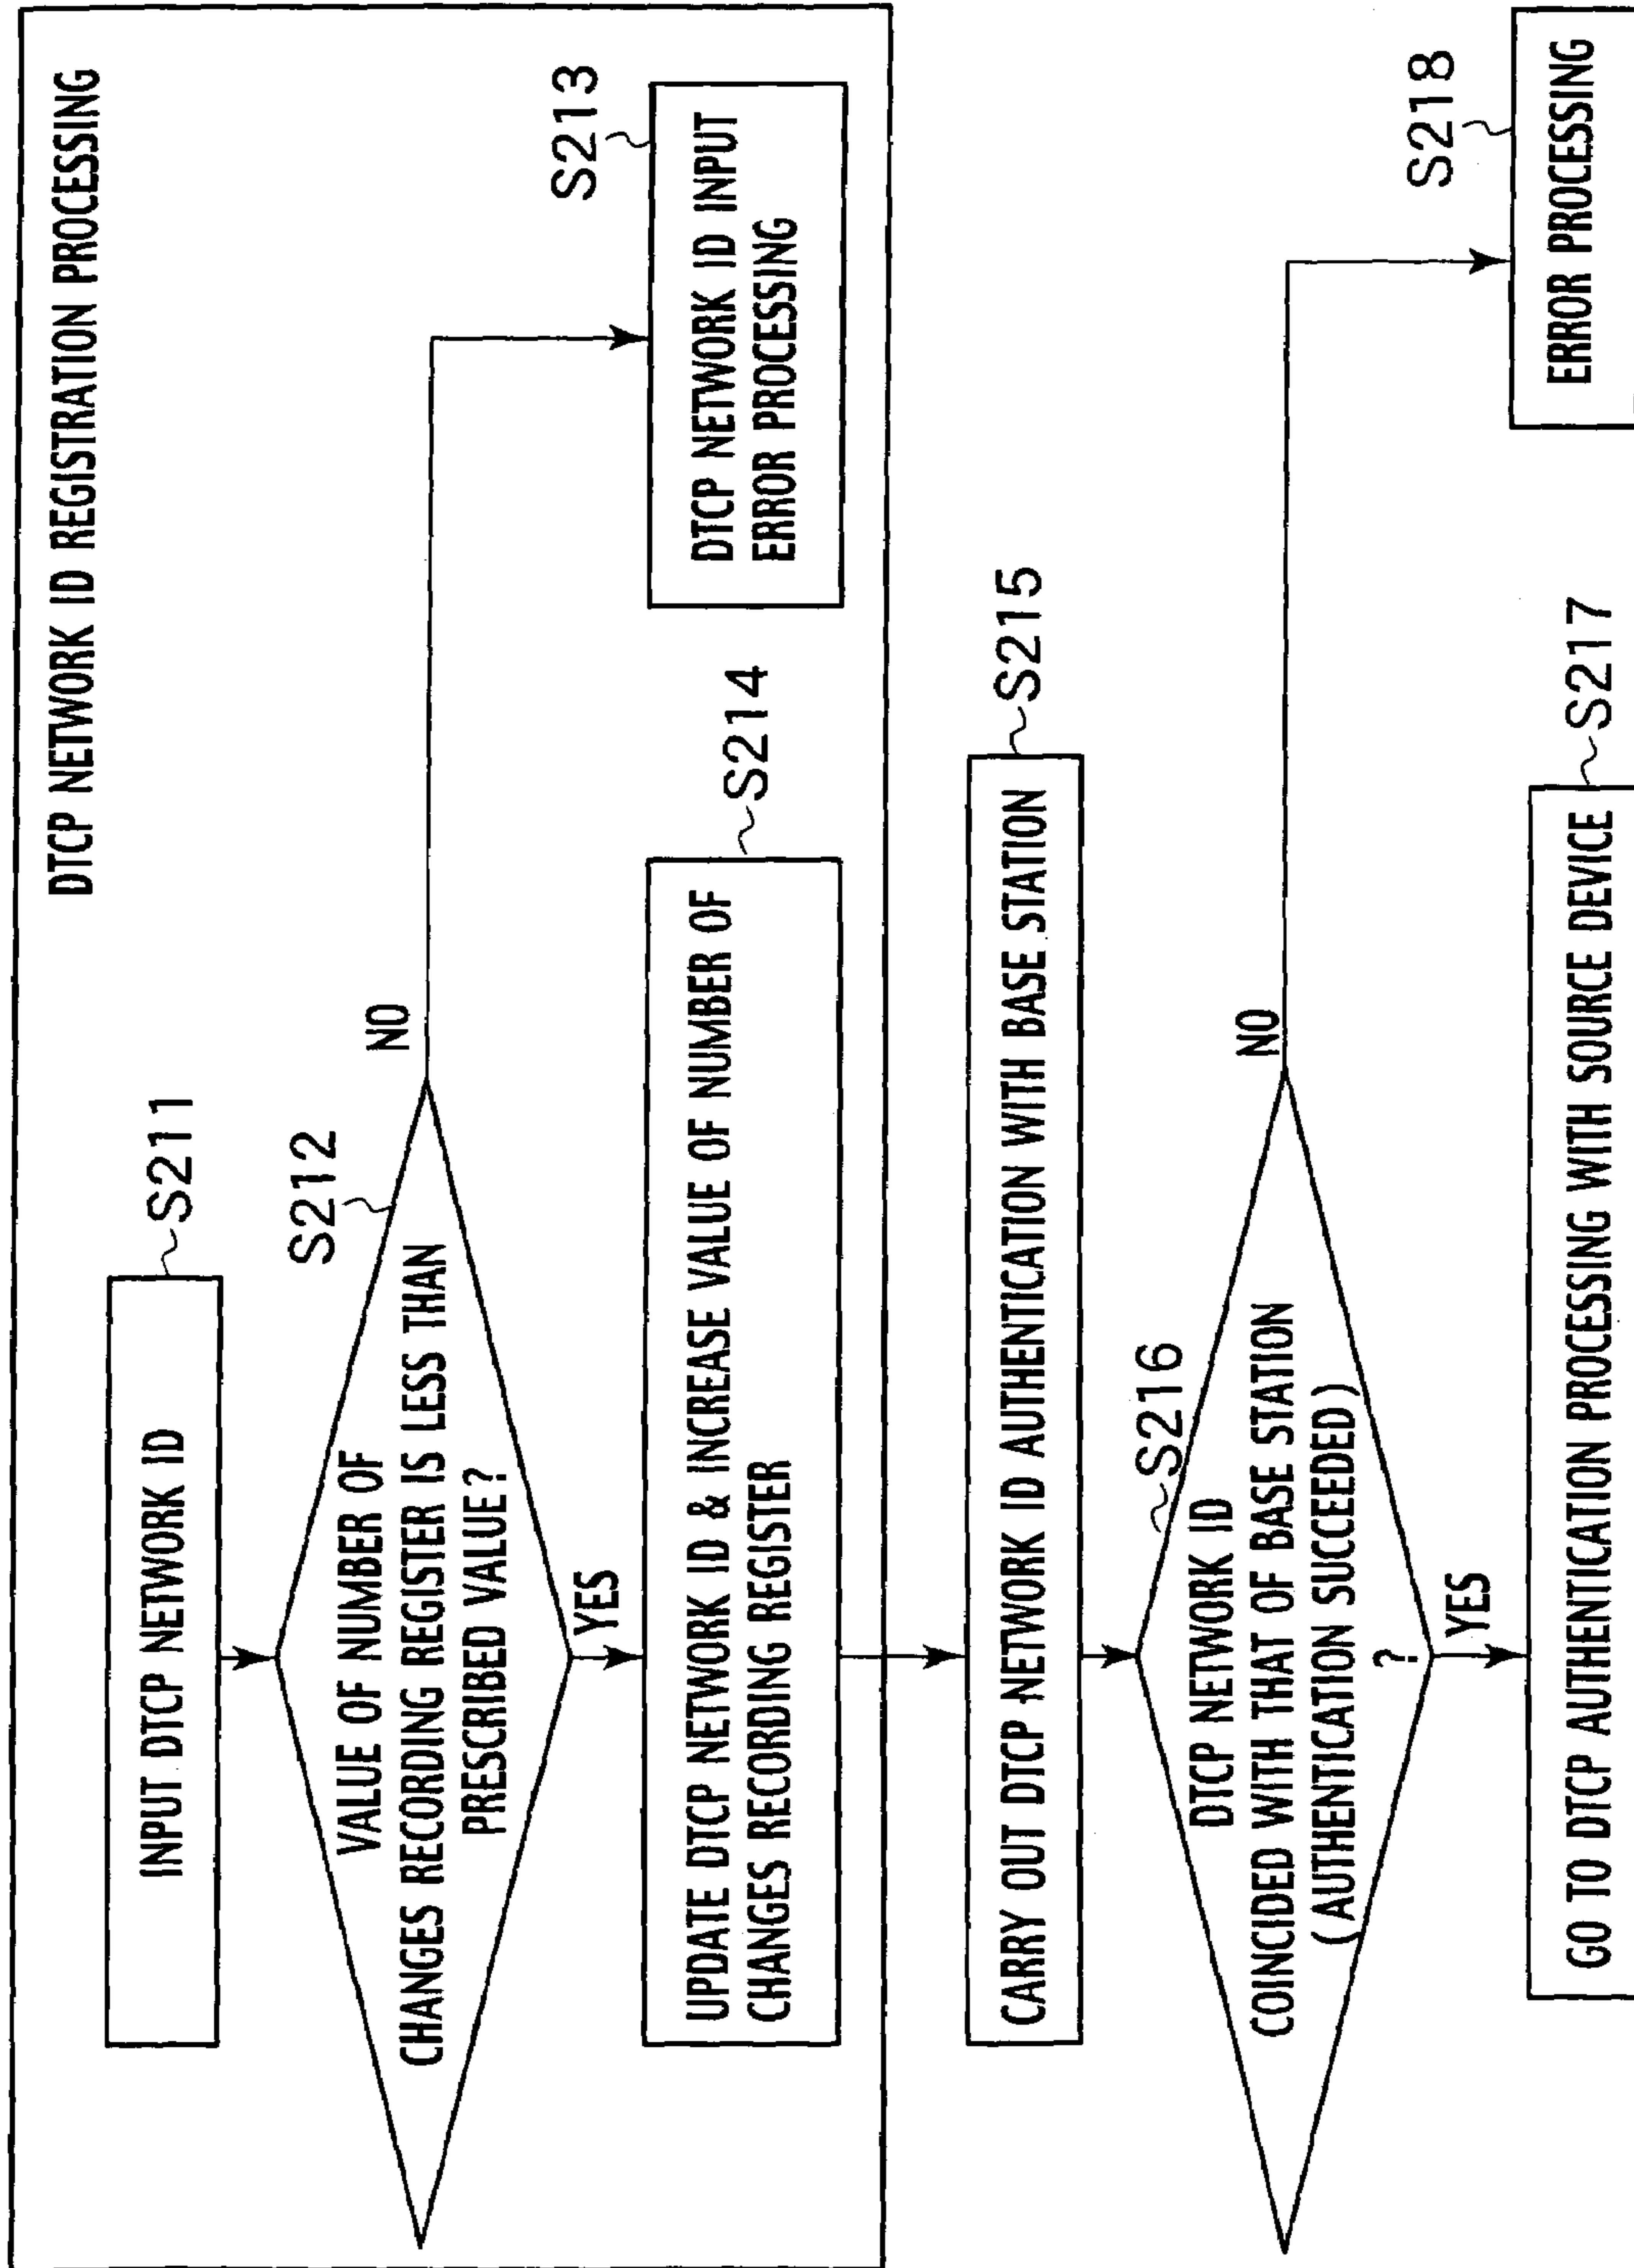 DTCP NETWORK ID REGISTRATION PROCESSING
INPUT DTCP NETWORK ID
S211
S212
VALUE OF NUMBER OF
CHANGES RECORDING REGISTER IS LESS THAN
PRESCRIBED VALUE?
NO
YES
S213
DTCP NETWORK ID INPUT
ERROR PROCESSING
S214
UPDATE DTCP NETWORK ID & INCREASE VALUE OF NUMBER OF
CHANGES RECORDING REGISTER
S215
CARRY OUT DTCP NETWORK ID AUTHENTICATION WITH BASE STATION
S216
DTCP NETWORK ID
COINCIDED WITH THAT OF BASE STATION
(AUTHENTICATION SUCCEEDED)
?
NO
YES
S218
ERROR PROCESSING
S217
GO TO DTCP AUTHENTICATION PROCESSING WITH SOURCE DEVICE